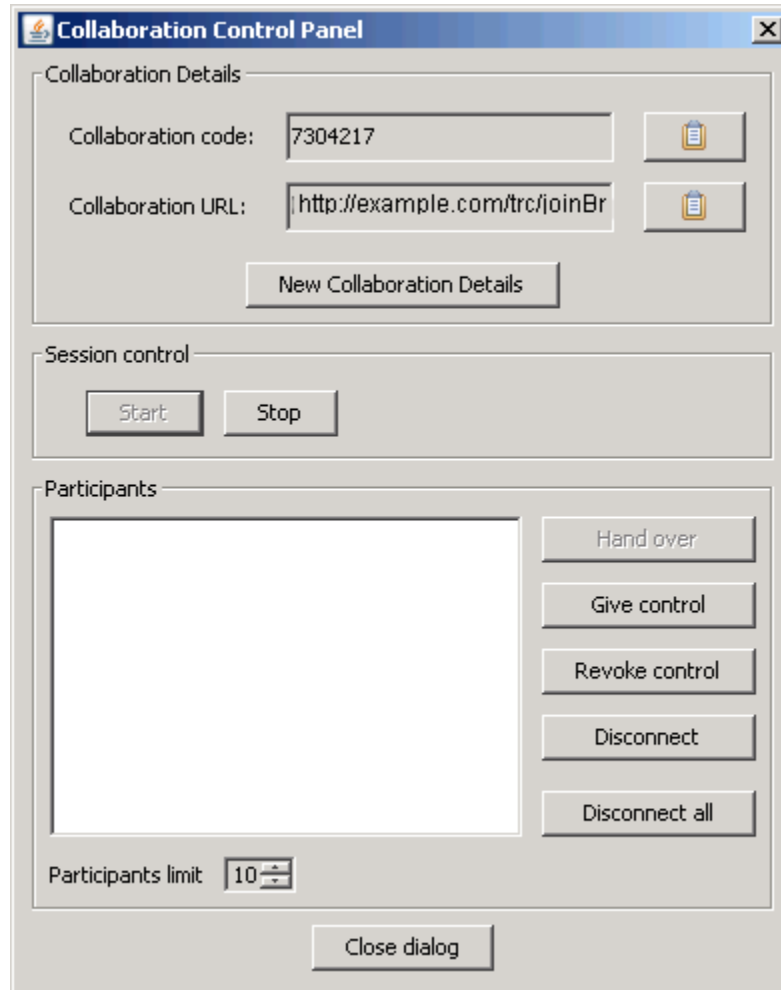 Collaboration Control Panel
Collaboration Details
Collaboration code: 7304217
Collaboration URL: http://example.com/trc/joinBr
New Collaboration Details
Session control
Start Stop
Participants
Hand over
Give control
Revoke control
Disconnect
Disconnect all
Participants limit 10
Close dialog